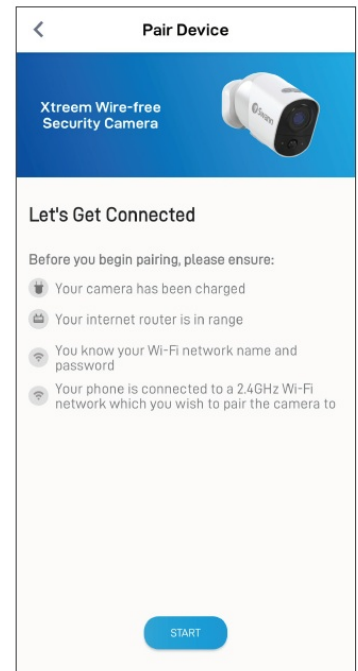 Pair Device
Xtreem Wire-free
Security Camera
Swann
Let's Get Connected
Before you begin pairing, please ensure:
Your camera has been charged
Your internet router is in range
You know your Wi-Fi network name and
password
Your phone is connected to a 2.4GHz Wi-Fi
network which you wish to pair the camera to
START